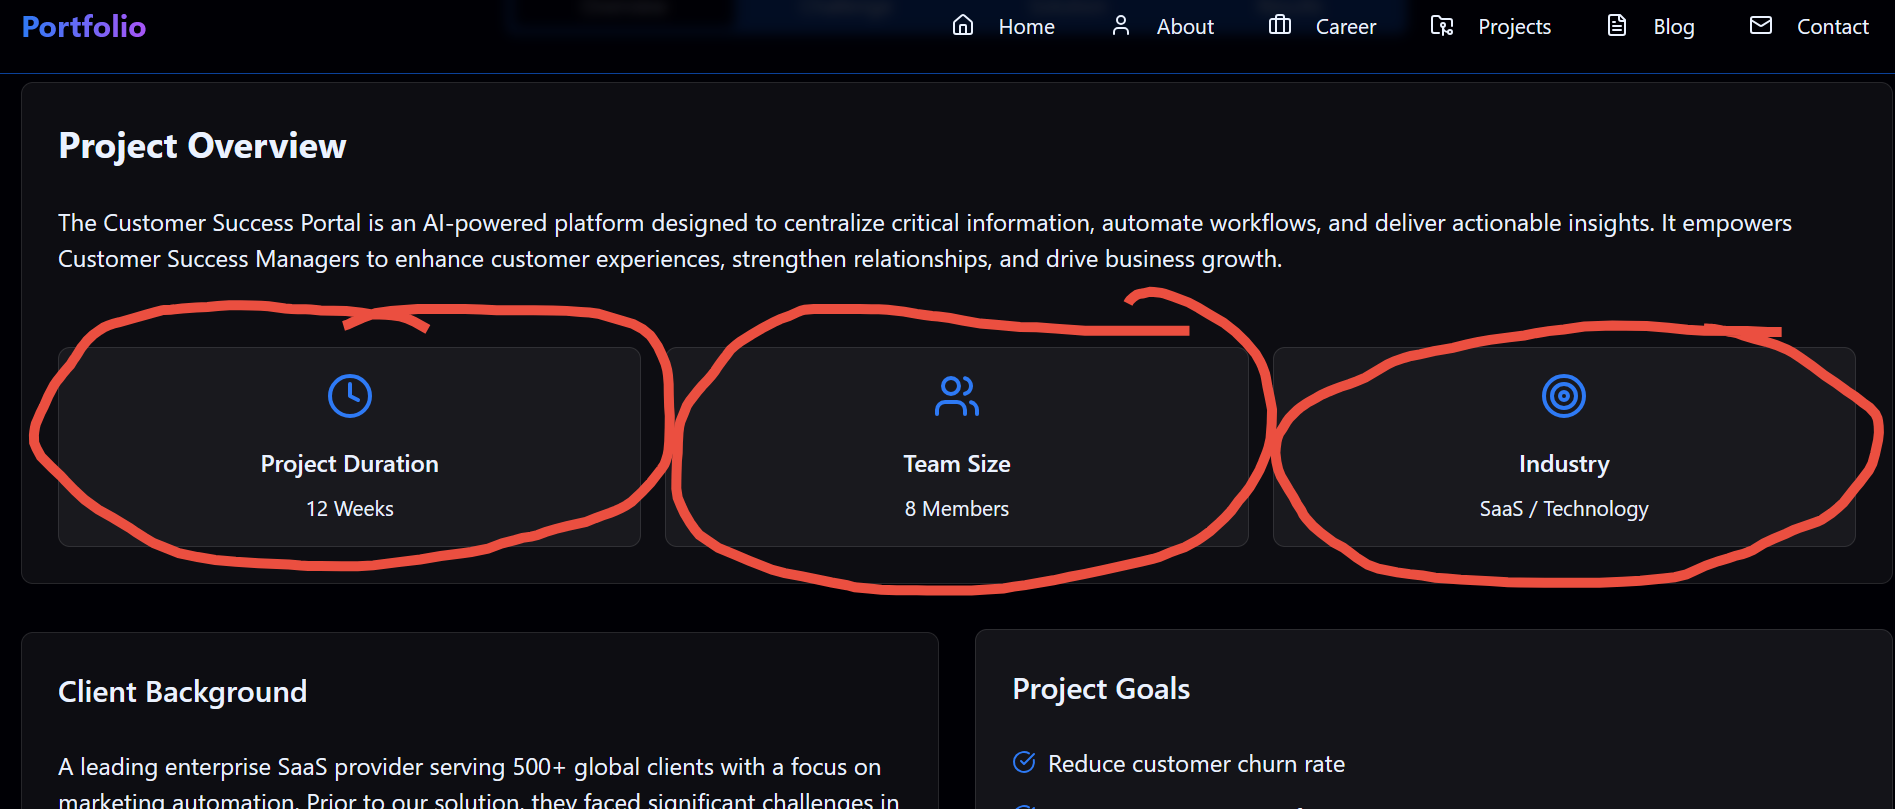 Portfolio
Home
About
Career
Projects
Blog
Contact
Project Overview
The Customer Success Portal is an AI-powered platform designed to centralize critical information, automate workflows, and deliver actionable insights. It empowers
Customer Success Managers to enhance customer experiences, strengthen relationships, and drive business growth.
Project Duration
12 Weeks
Team Size
8 Members
Industry
SaaS / Technology
Client Background
A leading enterprise SaaS provider serving 500+ global clients with a focus on
marketing automation. Prior to our solution, they faced significant challenges in
Project Goals
Reduce customer churn rate